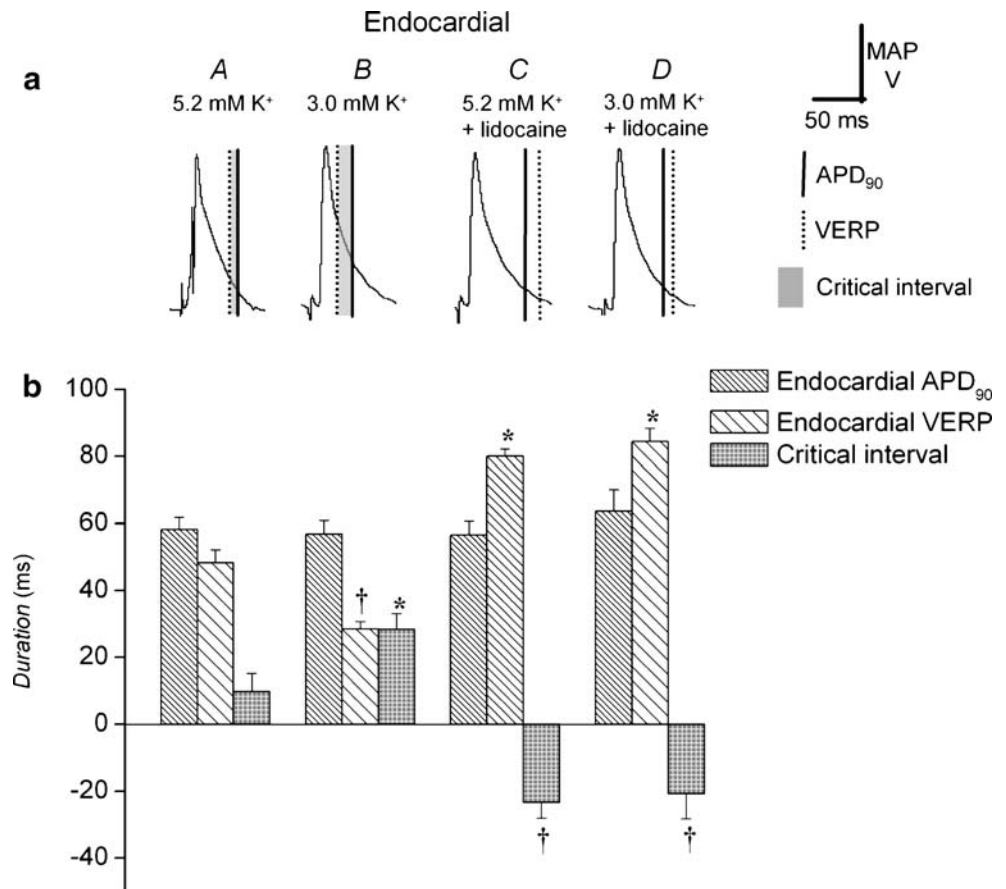 Endocardial
a
A B C D
5.2 mM K⁺ 3.0 mM K⁺ 5.2 mM K⁺ 3.0 mM K⁺
+ lidocaine + lidocaine
MAP
V
50 ms
APD₉₀
VERP
Critical interval
b
Endocardial APD₉₀
Endocardial VERP
Critical interval
Duration (ms)
100
80
60
40
20
0
-20
-40
* *
† *
† †